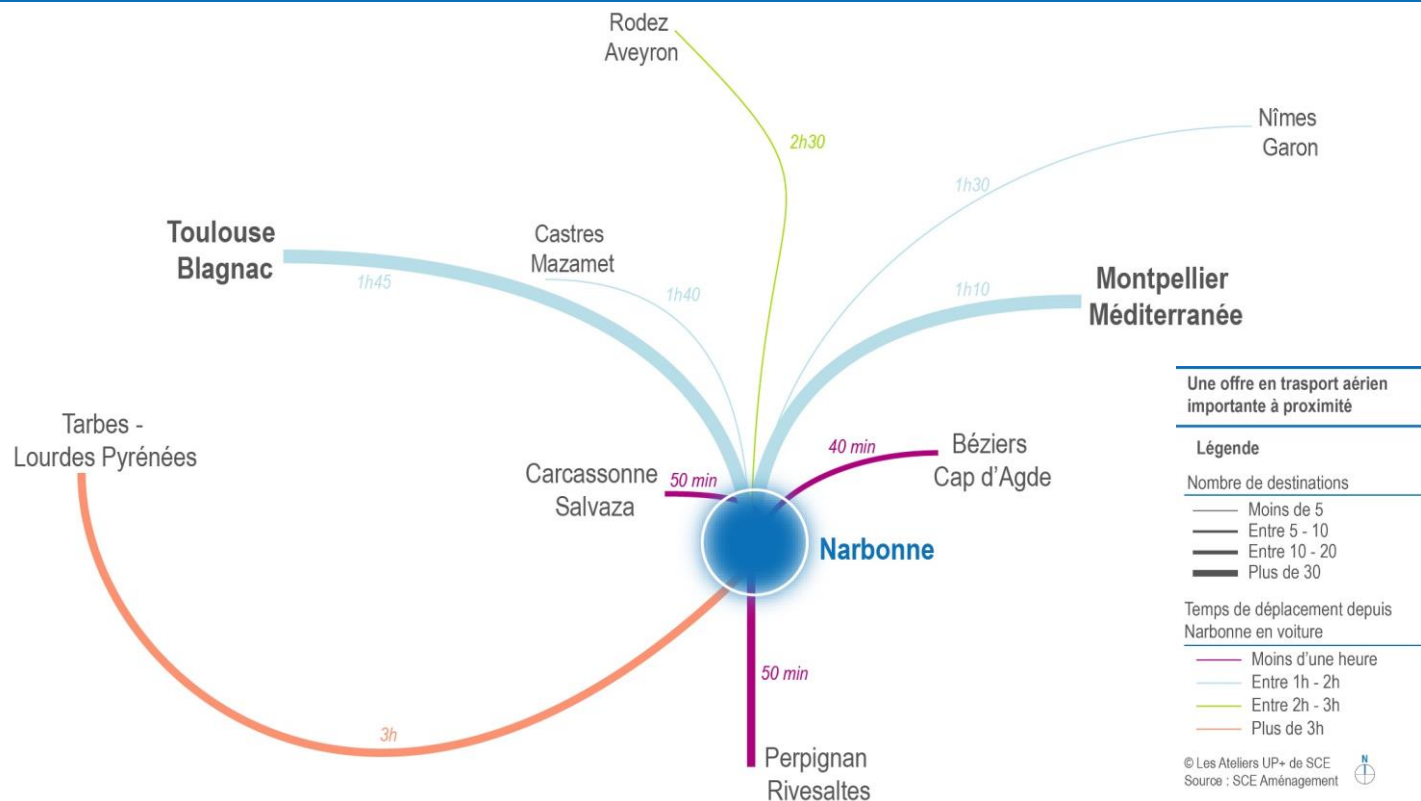 Rodez
Aveyron
2h30
Nîmes
Garon
1h30
Toulouse
Blagnac
1h45
Castres
Mazamet
1h40
1h10
Montpellier
Méditerranée
Tarbes -
Lourdes Pyrénées
3h
Carcassonne
Salvaza
50 min
40 min
Béziers
Cap d'Agde
Narbonne
50 min
Perpignan
Rivesaltes
Une offre en trasport aérien
importante à proximité
Légende
Nombre de destinations
Moins de 5
Entre 5 - 10
Entre 10 - 20
Plus de 30
Temps de déplacement depuis
Narbonne en voiture
Moins d'une heure
Entre 1h - 2h
Entre 2h - 3h
Plus de 3h
© Les Ateliers UP+ de SCE
Source : SCE Aménagement
N